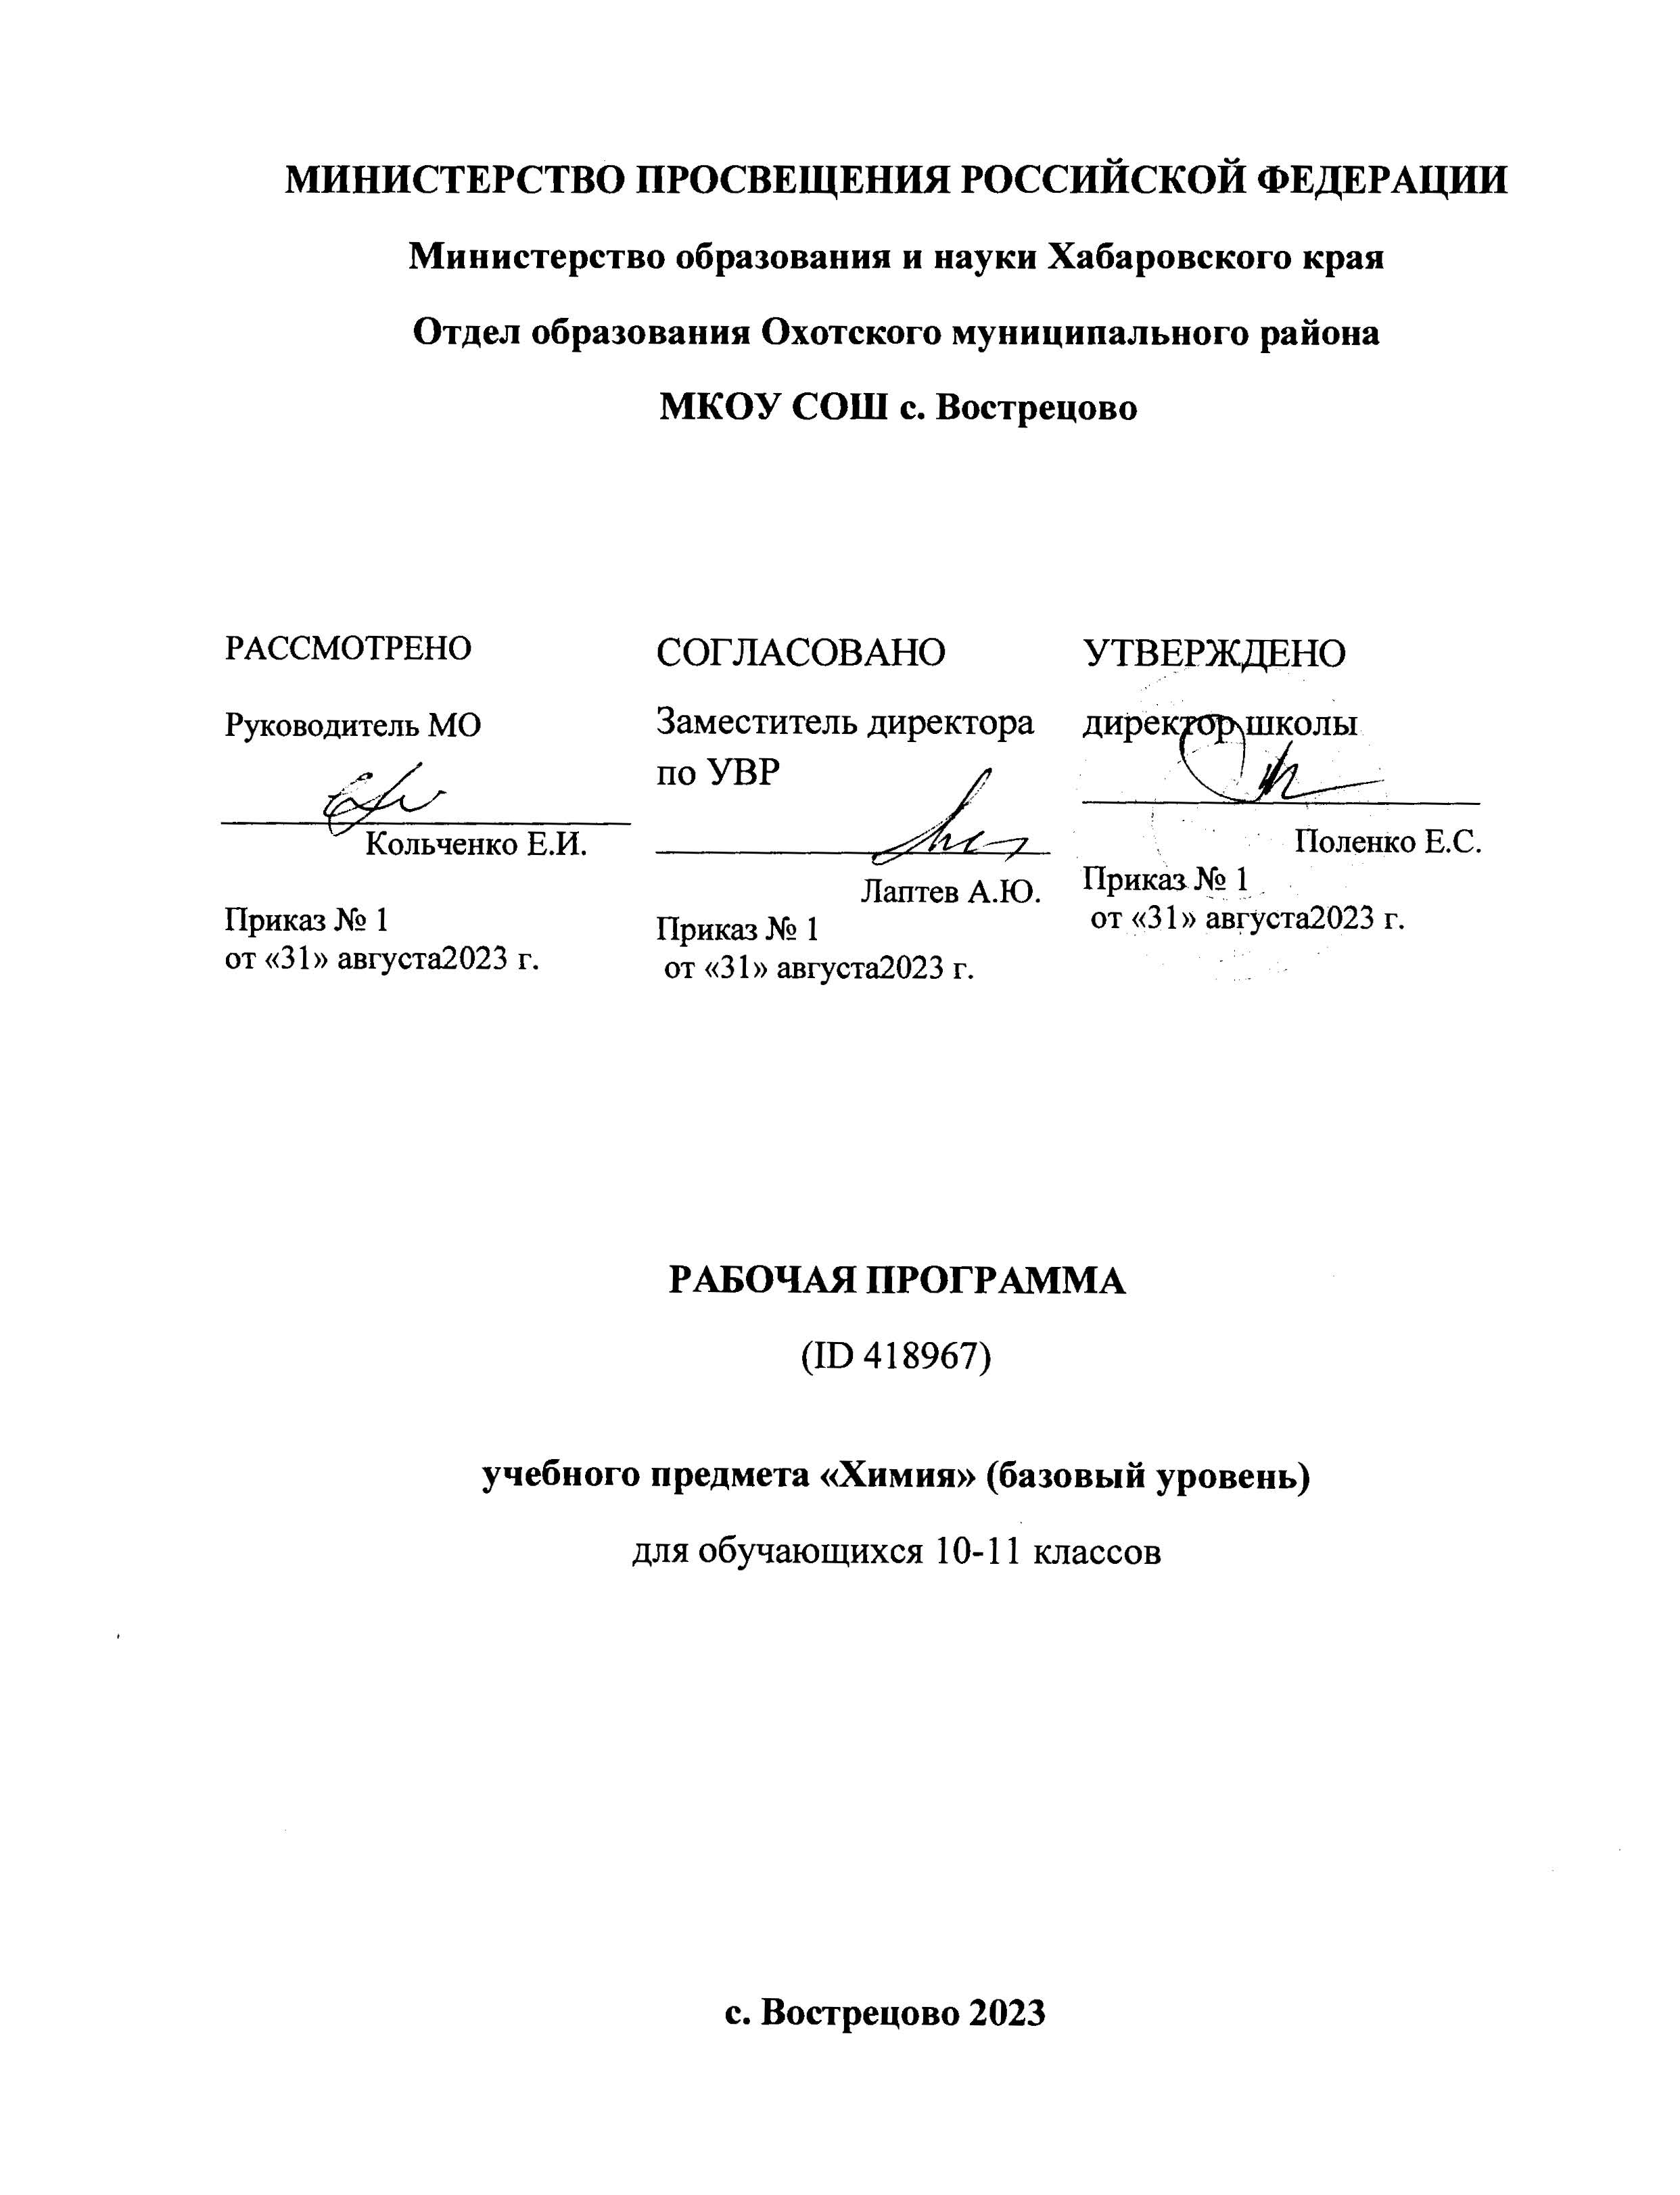 МИНИСТЕРСТВО ПРОСВЕЩЕНИЯ РОССИЙСКОЙ ФЕДЕРАЦИИ
Министерство образования и науки Хабаровского края
Отдел образования Охотского муниципального района
МКОУ СОШ с. Вострецово
РАССМОТРЕНО
Руководитель МО
Кольченко Е.И.
Приказ № 1
от «31» августа2023 г.
СОГЛАСОВАНО
Заместитель директора
по УВР
Лаптев А.Ю.
Приказ № 1
от «31» августа2023 г.
УТВЕРЖДЕНО
директор школы
Поленко Е.С.
Приказ № 1
от «31» августа2023 г.
РАБОЧАЯ ПРОГРАММА
(ID 418967)
учебного предмета «Химия» (базовый уровень)
для обучающихся 10-11 классов
с. Вострецово 2023